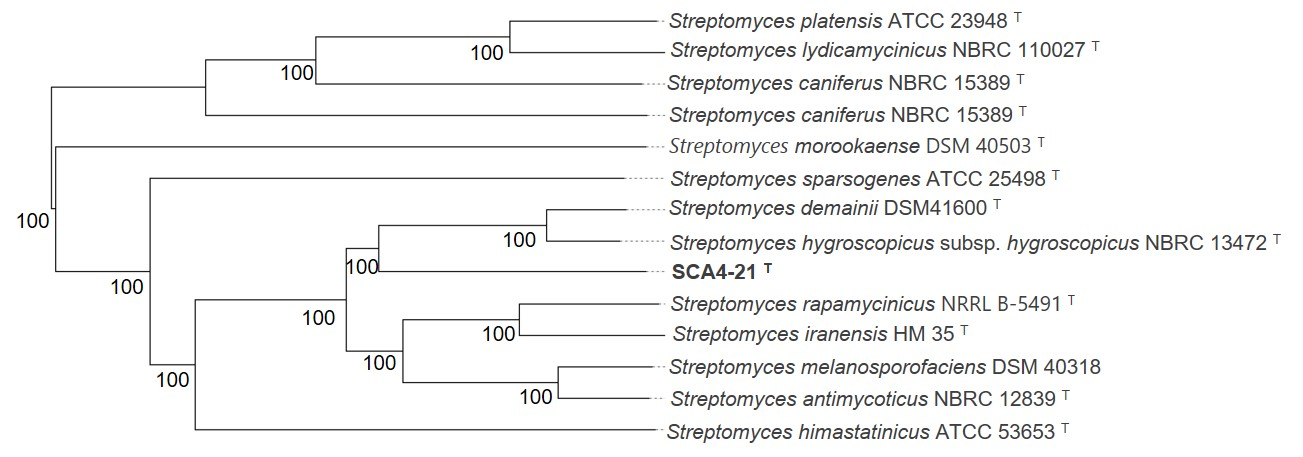 Streptomyces platensis ATCC 23948 T
100
Streptomyces lydicamycinicus NBRC 110027 T
100
Streptomyces caniferus NBRC 15389 T
Streptomyces caniferus NBRC 15389 T
Streptomyces morookaense DSM 40503 T
Streptomyces sparsogenes ATCC 25498 T
Streptomyces demainii DSM41600 T
100
100
Streptomyces hygroscopicus subsp. hygroscopicus NBRC 13472 T
100
SCA4-21 T
100
Streptomyces rapamycinicus NRRL B-5491 T
100
100
Streptomyces iranensis HM 35 T
100
Streptomyces melanosporofaciens DSM 40318
100
100
Streptomyces antimycoticus NBRC 12839 T
Streptomyces himastatinicus ATCC 53653 T